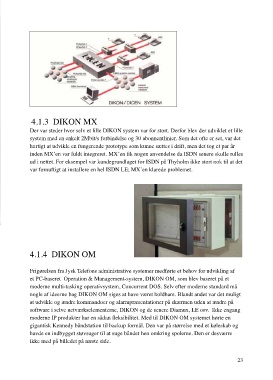 DIKON / DICEN SYSTEM
4.1.3 DIKON MX
Der var steder hvor selv et lille DIKON system var for stort. Derfor blev der udviklet et lille
system med en enkelt 2Mbit/s forbindelse og 30 abonnentlinier. Som det ofte er set, var det
hurtigt at udvikle en fungerende prototype som kunne sættes i drift, men det tog et par år
inden MX'en var fuldt integreret. MX'en fik nogen anvendelse da ISDN senere skulle rulles
ud i nettet. For eksempel var kundegrundlaget for ISDN på Thyholm ikke stort nok til at det
var fornuftigt at installere en hel ISDN LE, MX'en klarede problemet.
4.1.4 DIKON OM
Frigørelsen fra Jysk Telefons administrative systemer medførte et behov for udvikling af
et PC-baseret Operation & Management-system, DIKON OM, som blev baseret på et
moderne multi-tasking operativsystem, Concurrent DOS. Selv efter moderne standard må
nogle af ideerne bag DIKON OM siges at have været holdbare. Blandt andet var det muligt
at udvikle og ændre kommandoer og alarmpræsentationer på skærmen uden at ændre på
software i selve netværkselementerne, DIKON og de senere Diamux, LE osv. Ikke engang
moderne IP produkter har en sådan fleksibilitet. Med til DIKON OM systemet hørte en
gigantisk Kennedy båndstation til backup formål. Den var på størrelse med et køleskab og
havde en indbygget støvsuger til at suge båndet hen omkring spolerne. Den er desværre
ikke med på billedet på næste side.
23